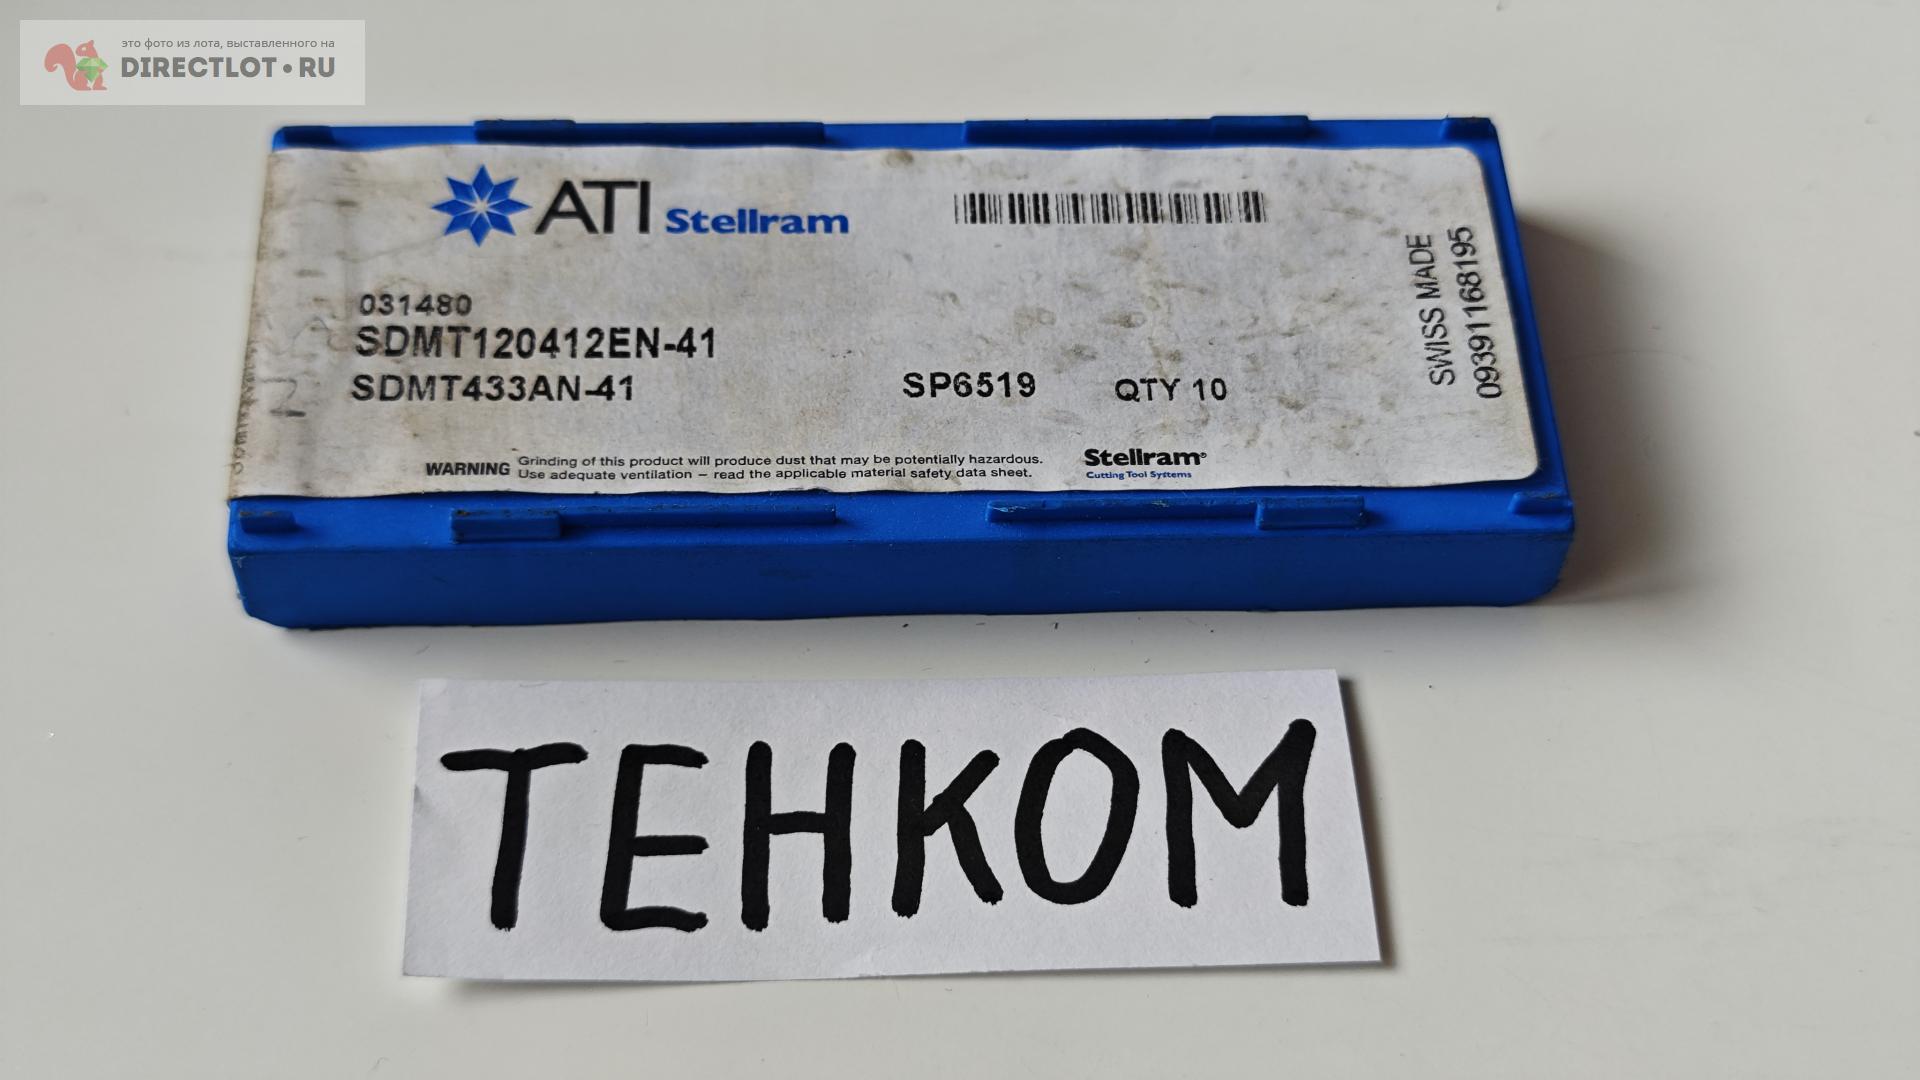 это фото из лота, выставленного на
DIRECTLOT•RU
ATI Stellram
031480
SDMT120412EN-41
SDMT433AN-41 SP6519 QTY 10
WARNING Grinding of this product will produce dust that may be potentially hazardous.
Use adequate ventilation – read the applicable material safety data sheet.
Stellram®
Cutting Tool Systems
SWISS MADE
09391168195
ТЕНКОМ